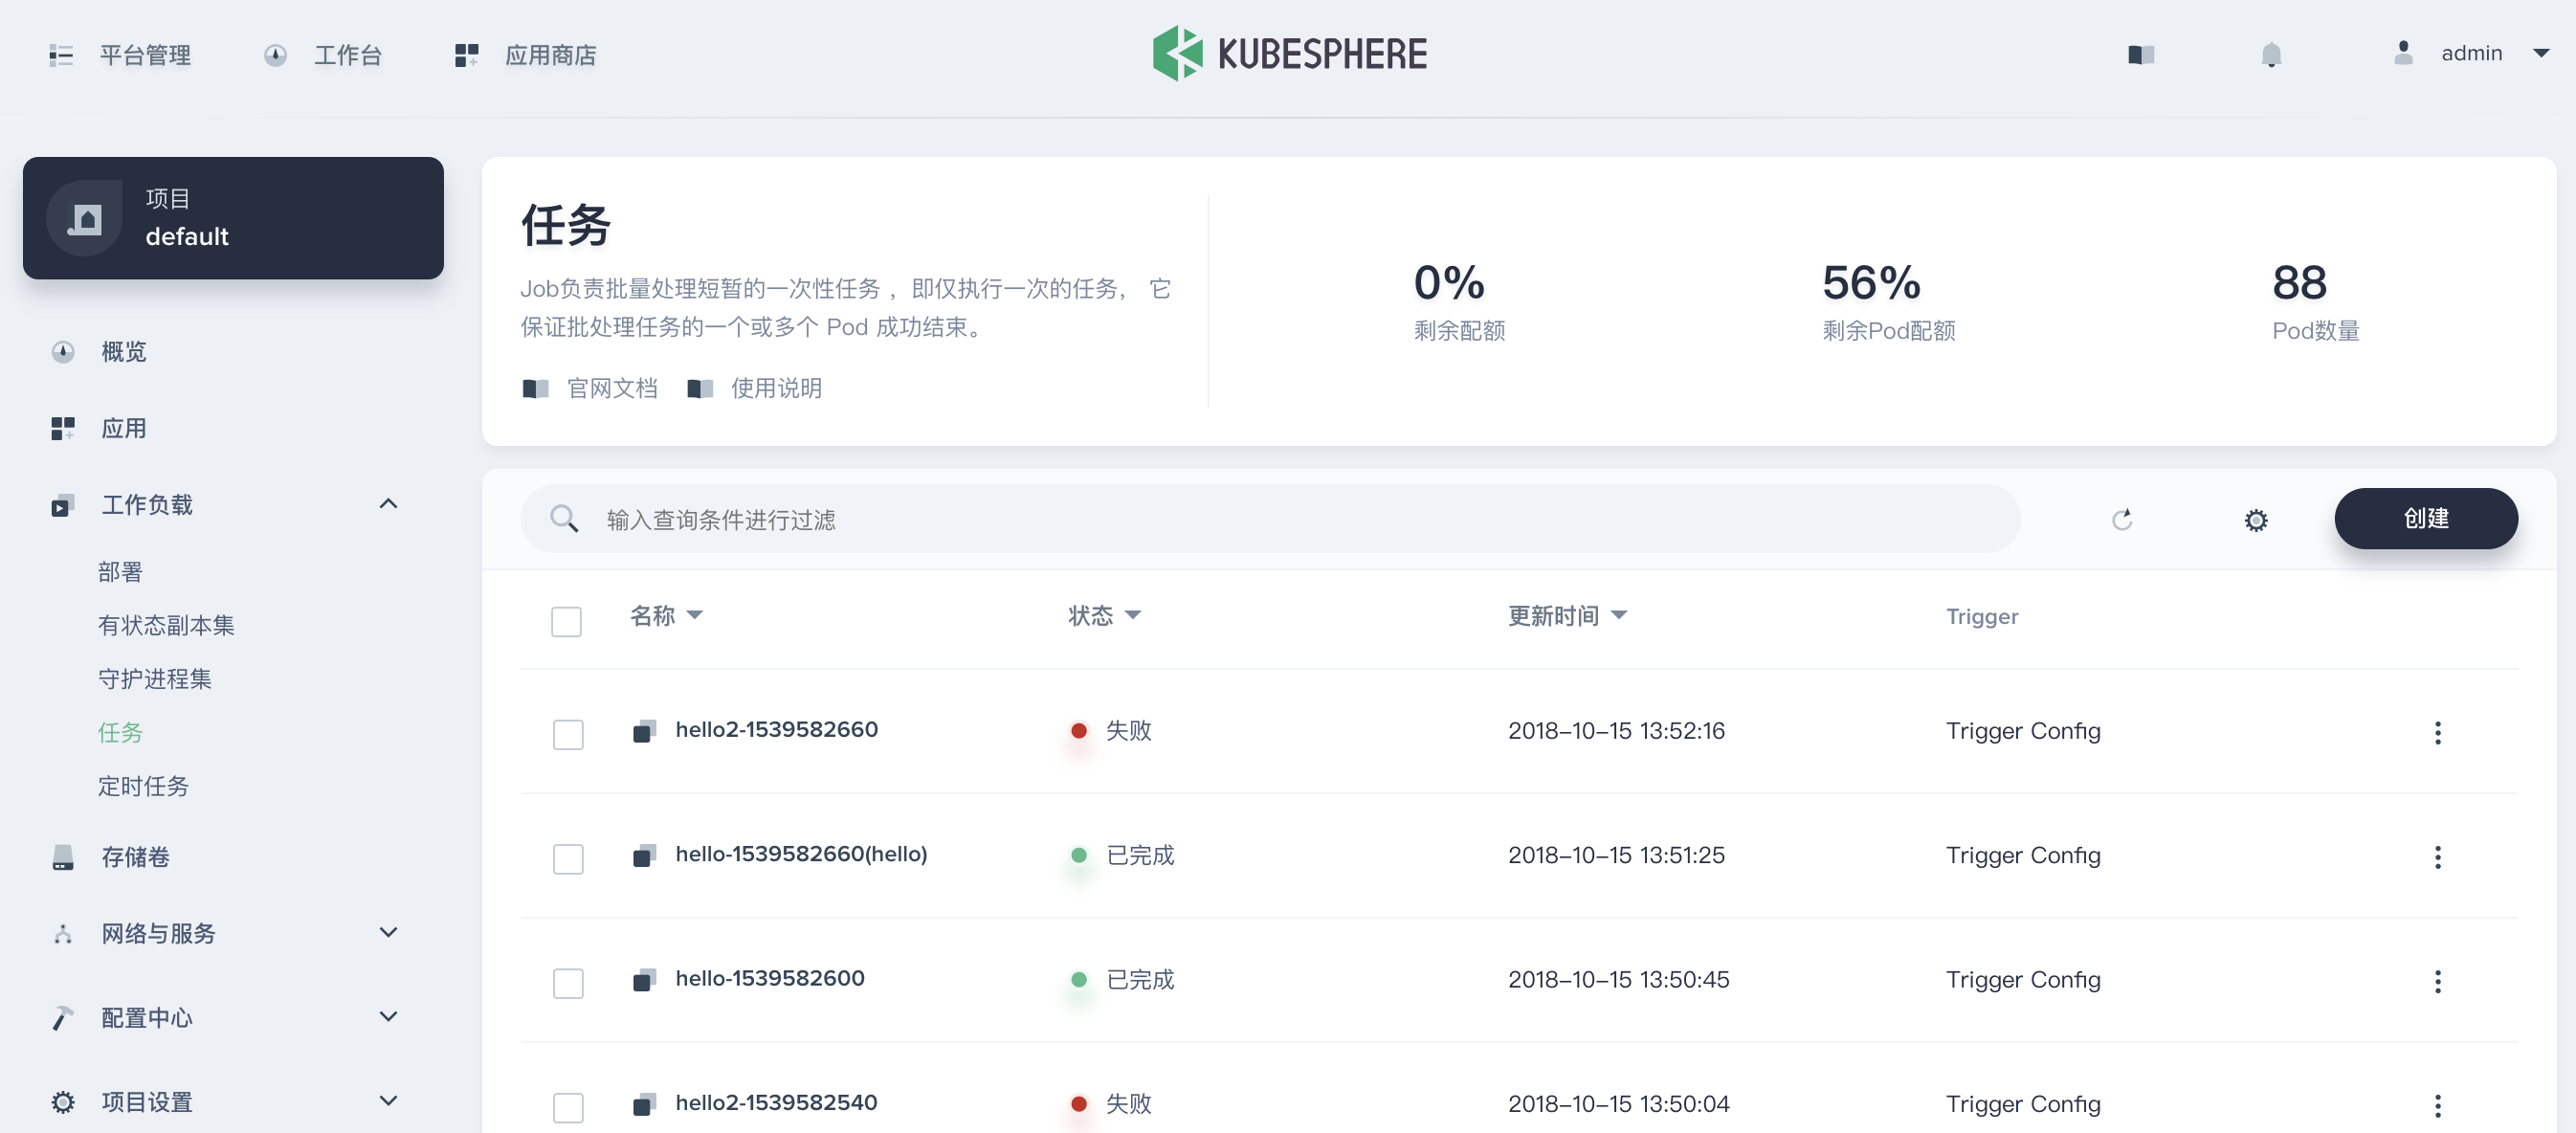 平台管理 工作台 应用商店 KUBESPHERE admin
项目
default
概览
应用
工作负载
部署
有状态副本集
守护进程集
任务
定时任务
存储卷
网络与服务
配置中心
项目设置
任务
Job负责批量处理短暂的一次性任务 ，即仅执行一次的任务， 它
保证批处理任务的一个或多个 Pod 成功结束。
官网文档 使用说明
0%
剩余配额
56%
剩余Pod配额
88
Pod数量
输入查询条件进行过滤 创建
名称 状态 更新时间 Trigger
hello2-1539582660 失败 2018-10-15 13:52:16 Trigger Config
hello-1539582660(hello) 已完成 2018-10-15 13:51:25 Trigger Config
hello-1539582600 已完成 2018-10-15 13:50:45 Trigger Config
hello2-1539582540 失败 2018-10-15 13:50:04 Trigger Config